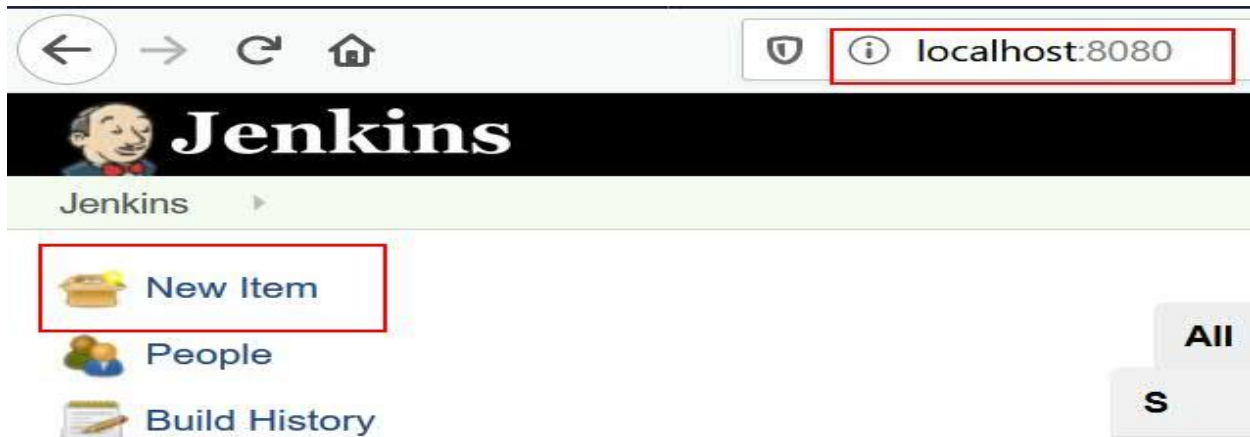 localhost:8080
Jenkins
Jenkins
New Item
People
Build History
All
S